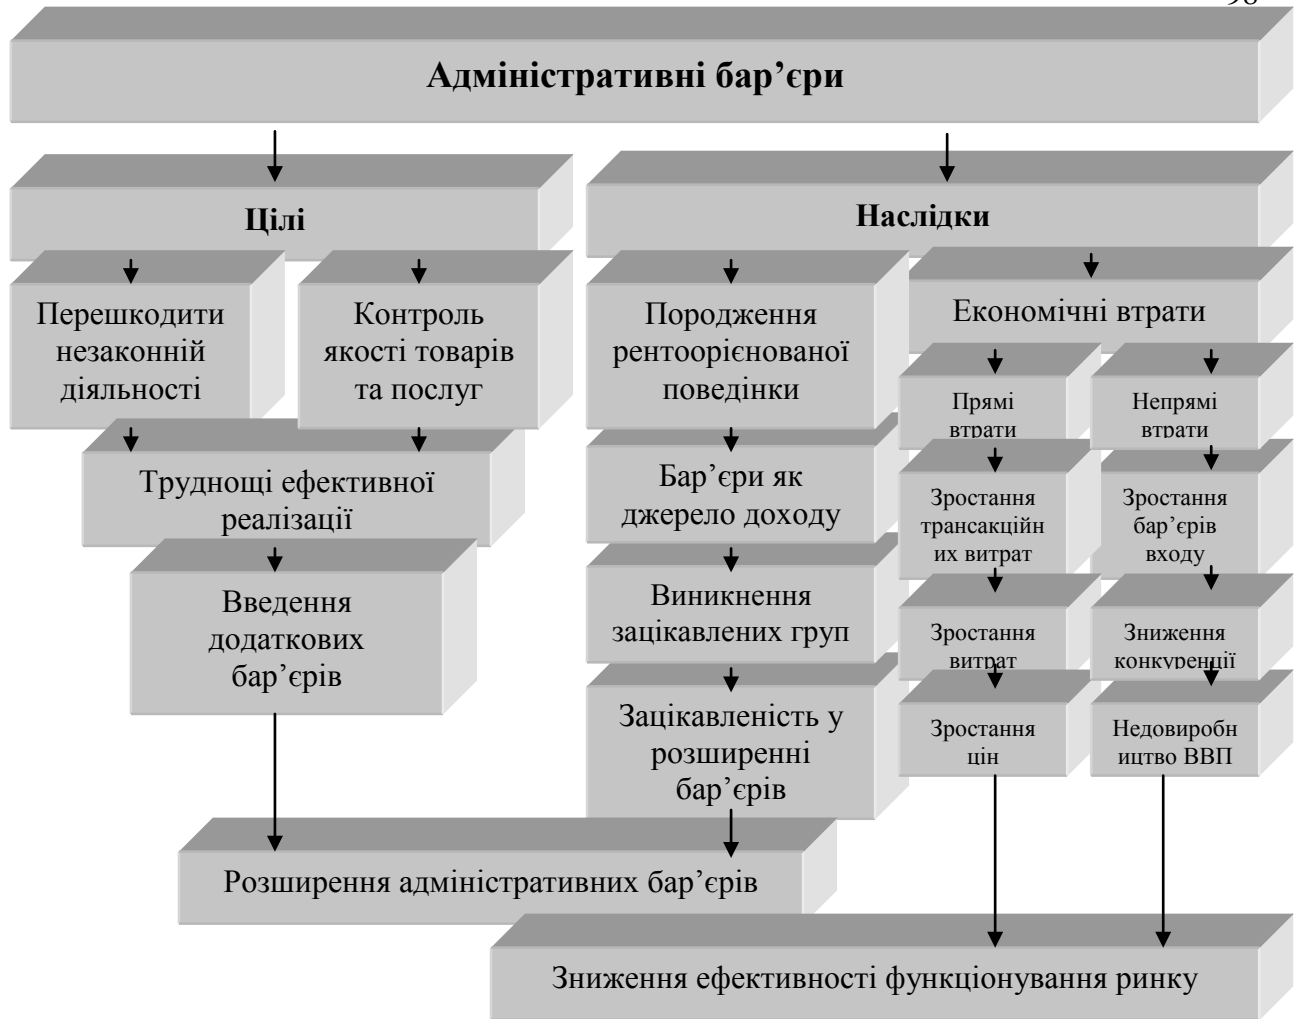 Адміністративні бар’єри
Цілі
Наслідки
Перешкодити
незаконній
діяльності
Контроль
якості товарів
та послуг
Породження
рентоорієнованої
поведінки
Економічні втрати
Прямі
втрати
Непрямі
втрати
Труднощі ефективної
реалізації
Бар’єри як
джерело доходу
Зростання
трансакційн
их витрат
Зростання
бар’єрів
входу
Введення
додаткових
бар’єрів
Виникнення
зацікавлених груп
Зростання
витрат
Зниження
конкуренції
Зацікавленість у
розширенні
бар’єрів
Зростання
цін
Недовиробн
ицтво ВВП
Розширення адміністративних бар’єрів
Зниження ефективності функціонування ринку